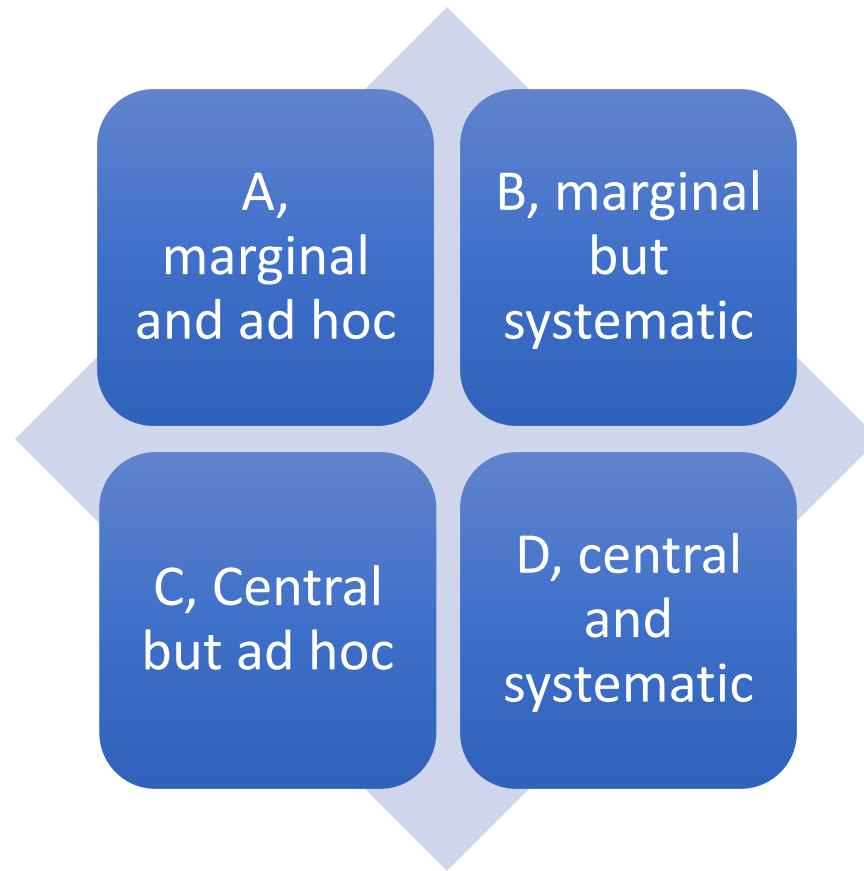 A,
marginal
and ad hoc
B, marginal
but
systematic
C, Central
but ad hoc
D, central
and
systematic